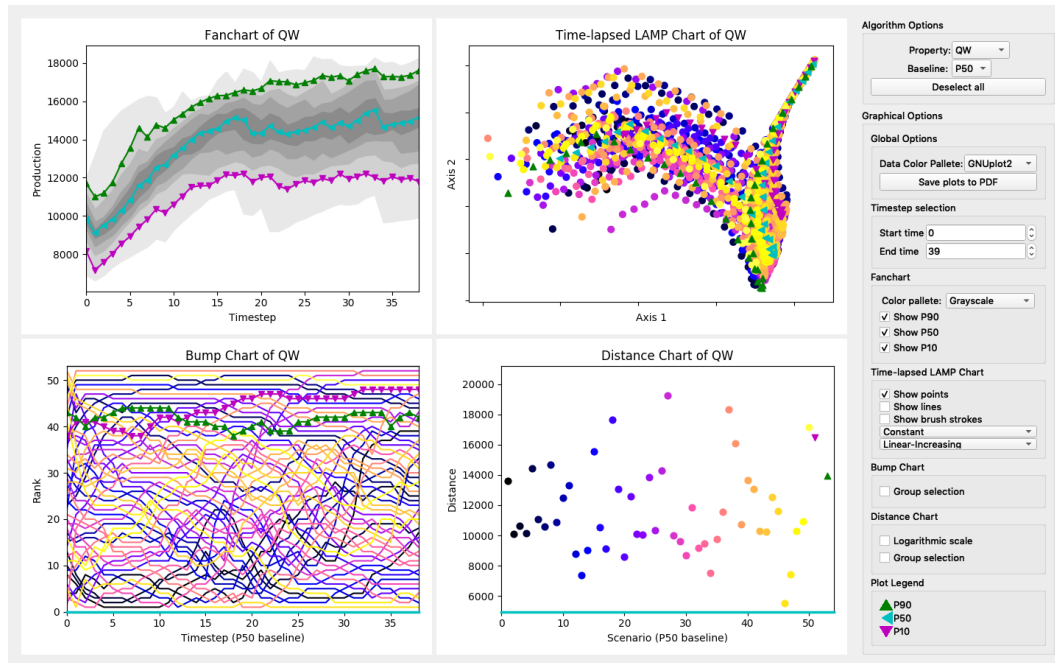 Fanchart of QW
18000
16000
14000
12000
10000
8000
Production
0 5 10 15 20 25 30 35
Timestep
Time-lapsed LAMP Chart of QW
Axis 2
Axis 1
Bump Chart of QW
50
40
30
20
10
0
Rank
0 5 10 15 20 25 30 35
Timestep (P50 baseline)
Distance Chart of QW
20000
18000
16000
14000
12000
10000
8000
6000
Distance
0 10 20 30 40 50
Scenario (P50 baseline)
Algorithm Options
Property: QW
Baseline: P50
Deselect all
Graphical Options
Global Options
Data Color Pallete: GNUplot2
Save plots to PDF
Timestep selection
Start time 0
End time 39
Fanchart
Color pallete: Grayscale
Show P90
Show P50
Show P10
Time-lapsed LAMP Chart
Show points
Show lines
Show brush strokes
Constant
Linear-Increasing
Bump Chart
Group selection
Distance Chart
Logarithmic scale
Group selection
Plot Legend
P90
P50
P10